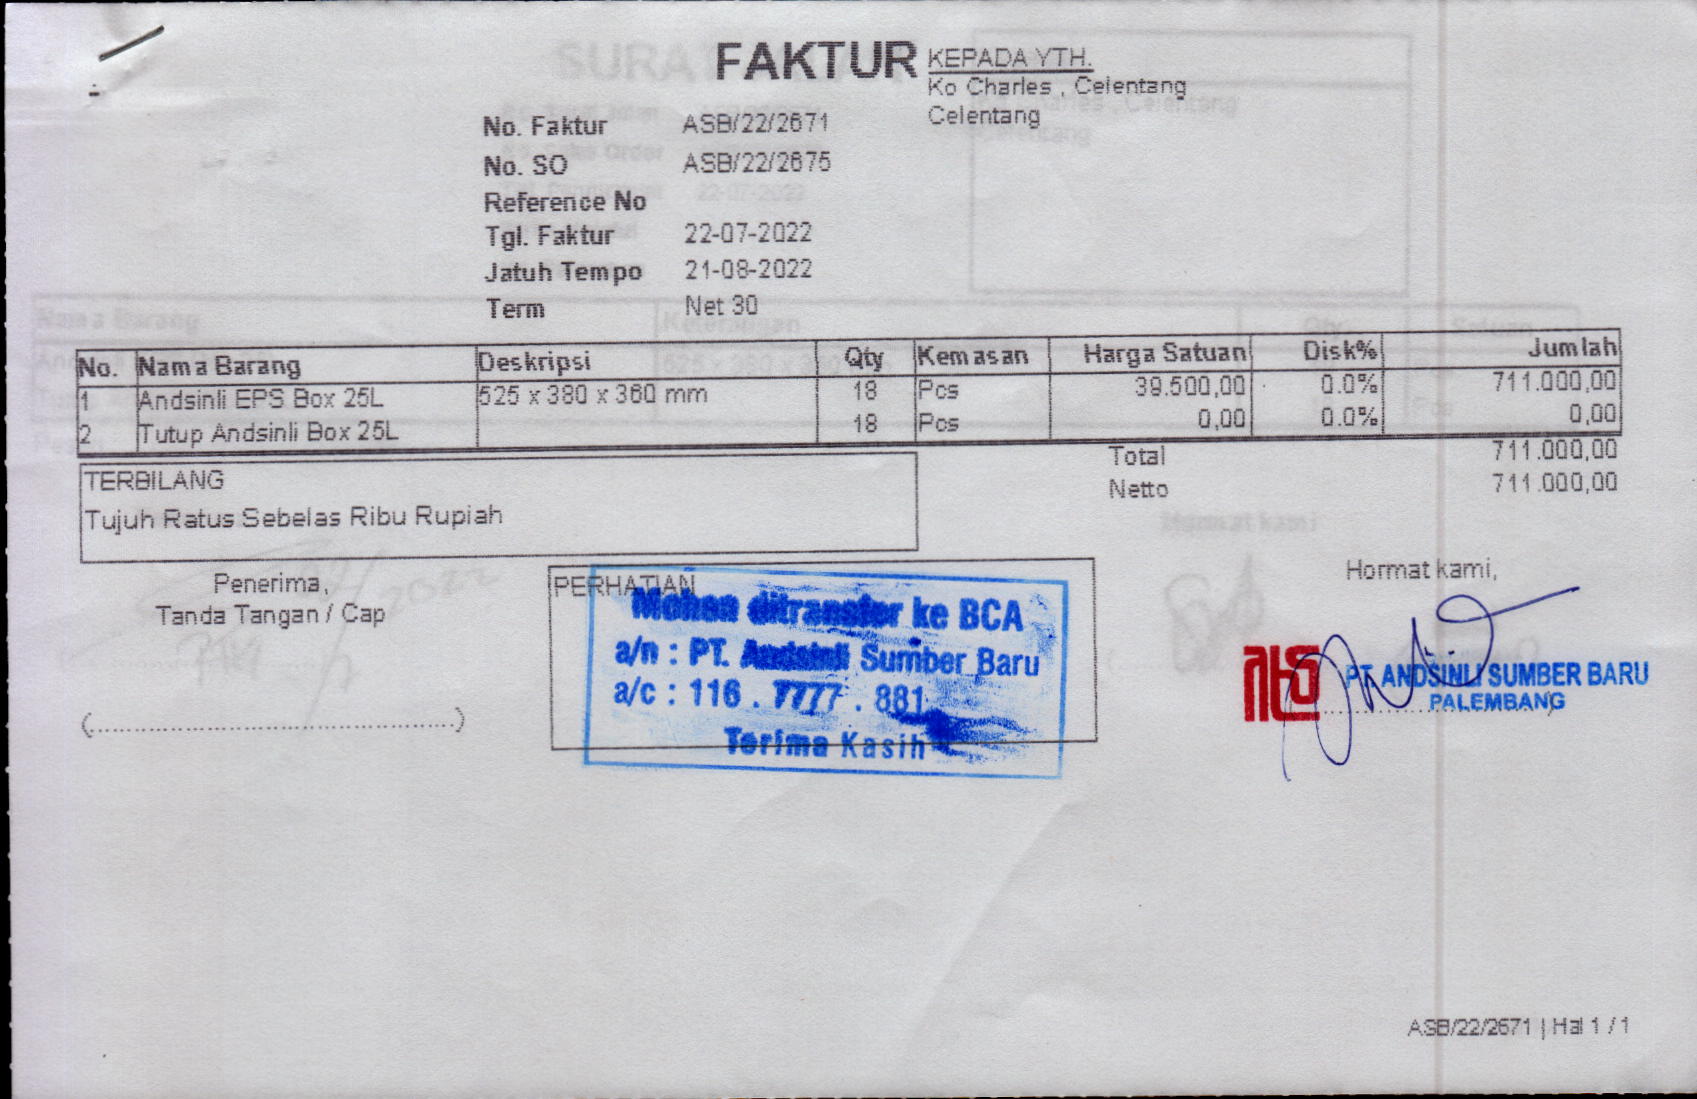 FAKTUR
KEPADA YTH.
Ko Charles , Celentang
Celentang
No. Faktur ASB/22/2671
No. SO ASB/22/2675
Reference No
Tgl. Faktur 22-07-2022
Jatuh Tempo 21-08-2022
Term Net 30
No. Nama Barang Deskripsi Qty Kemasan Harga Satuan Disk% Jumlah
1 Andsinli EPS Box 25L 525 x 380 x 360 mm 18 Pcs 39.500,00 0.0% 711.000,00
2 Tutup Andsinli Box 25L 18 Pcs 0,00 0.0% 0,00
Total 711.000,00
Netto 711.000,00
TERBILANG
Tujuh Ratus Sebelas Ribu Rupiah
Penerima,
Tanda Tangan / Cap
PERHATIAN
Mohon ditransfer ke BCA
a/n : PT. Andsinli Sumber Baru
a/c : 116 . 7777 . 881
Terima Kasih
Hormat kami,
PT. ANDSINLI SUMBER BARU
PALEMBANG
(..........................................)
ASB/22/2671 | Hal 1 / 1